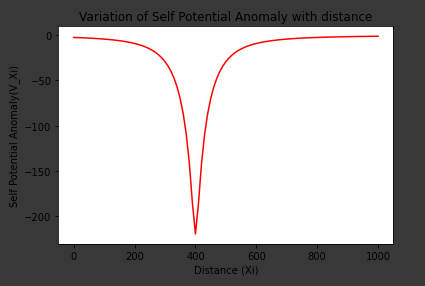 Variation of Self Potential Anomaly with distance
Self Potential Anomaly(V_Xi)
0
−50
−100
−150
−200
0 200 400 600 800 1000
Distance (Xi)